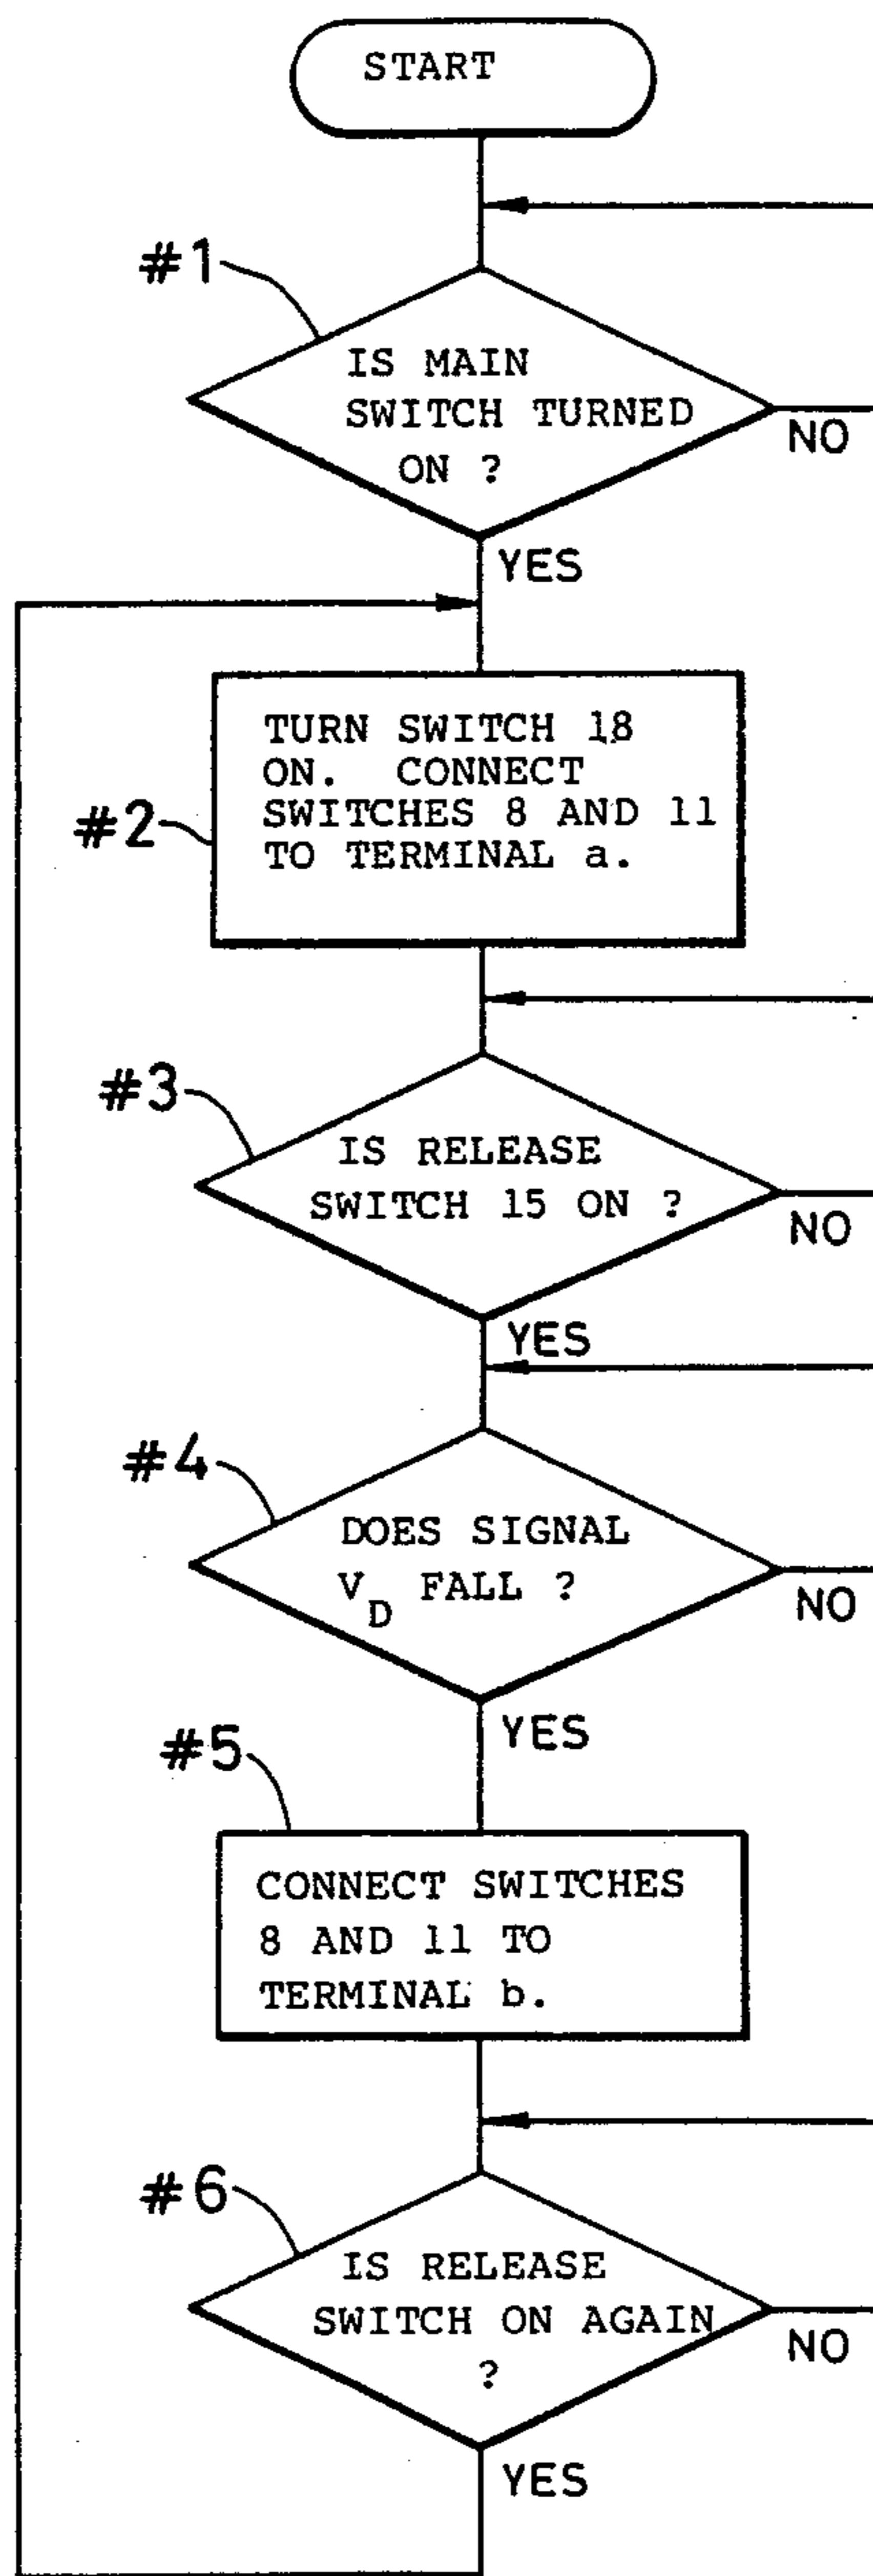 START
#1
IS MAIN
SWITCH TURNED
ON ?
NO
YES
#2
TURN SWITCH 18
ON. CONNECT
SWITCHES 8 AND 11
TO TERMINAL a.
#3
IS RELEASE
SWITCH 15 ON ?
NO
YES
#4
DOES SIGNAL
V_D FALL ?
NO
YES
#5
CONNECT SWITCHES
8 AND 11 TO
TERMINAL b.
#6
IS RELEASE
SWITCH ON AGAIN
?
NO
YES